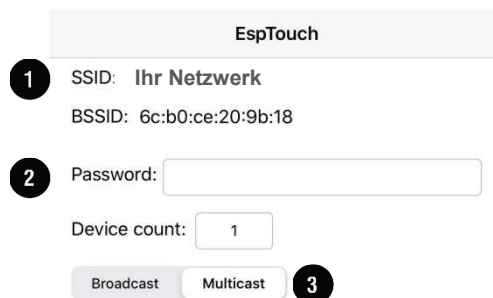 EspTouch
1 SSID: Ihr Netzwerk
BSSID: 6c:b0:ce:20:9b:18
2 Password:
Device count: 1
Broadcast Multicast 3